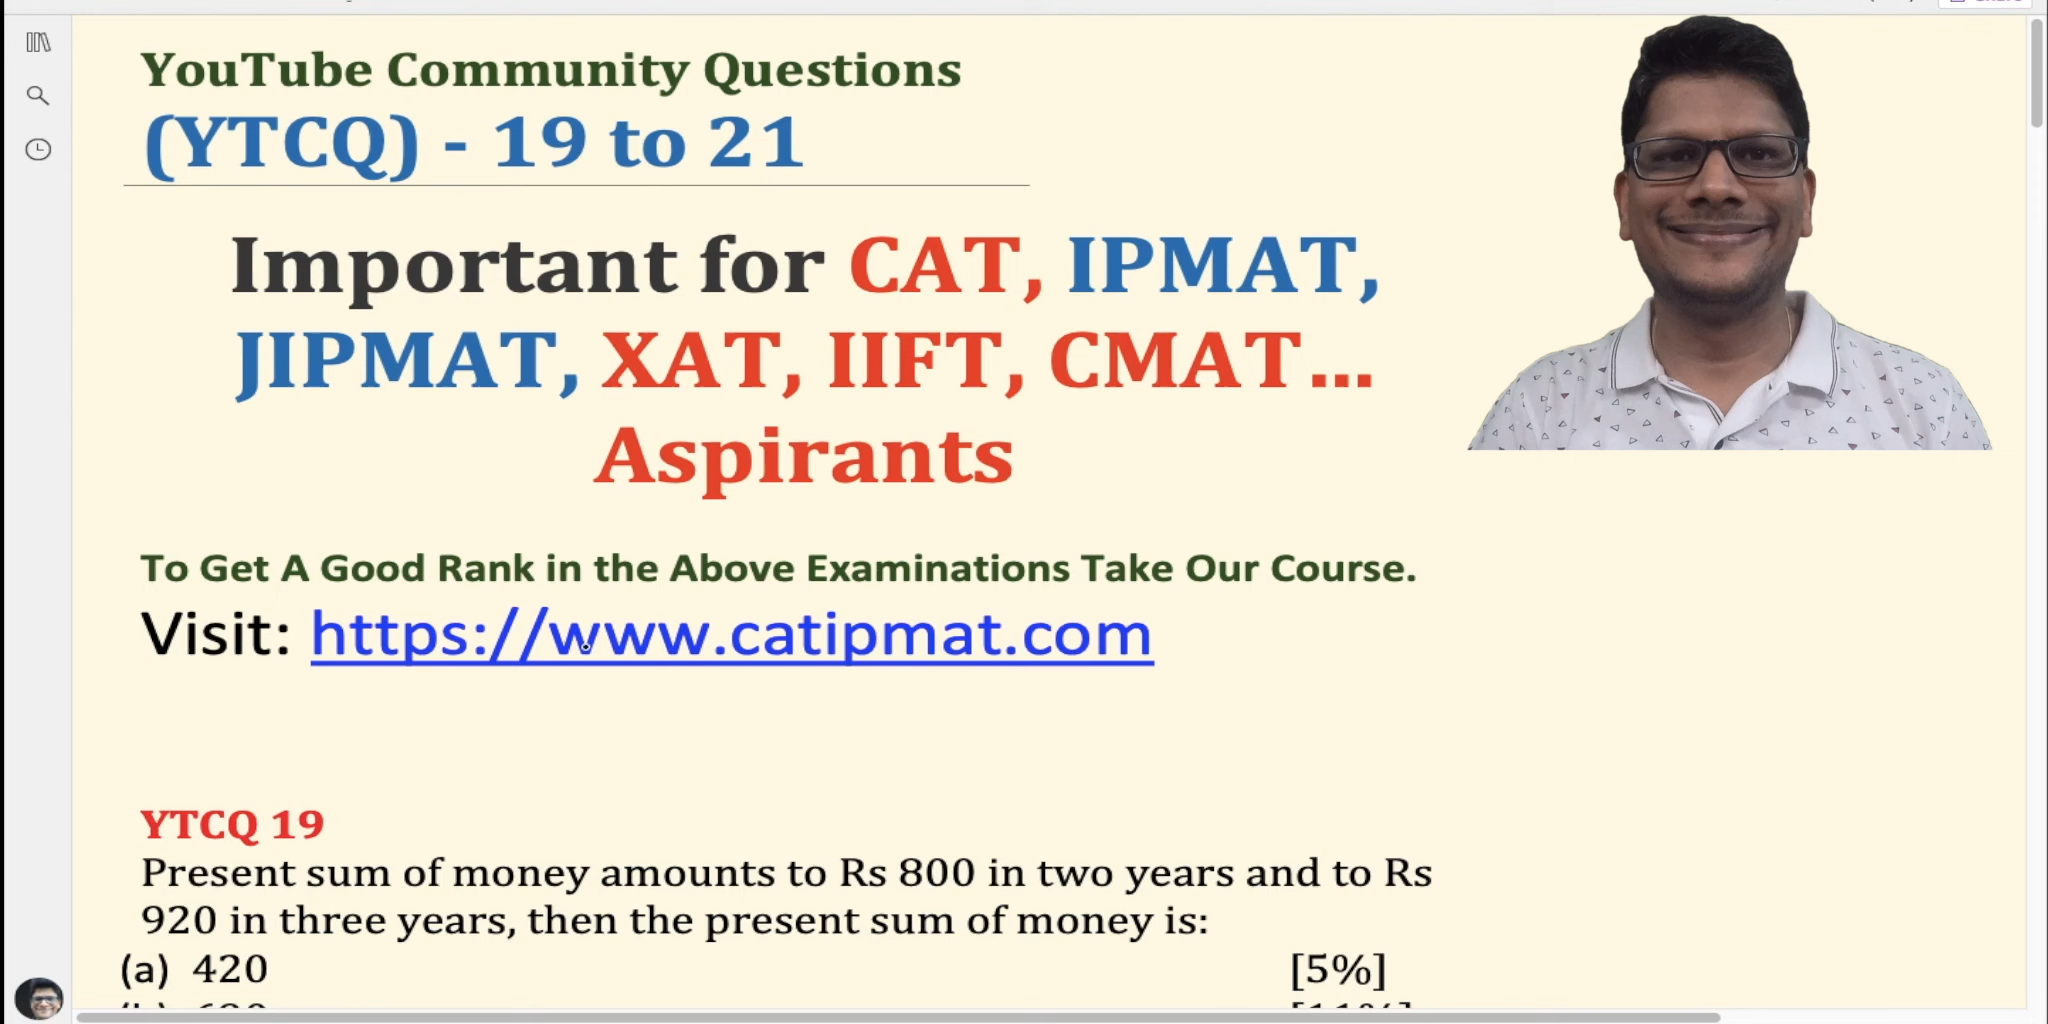 YouTube Community Questions
(YTCQ) - 19 to 21
Important for CAT, IPMAT,
JIPMAT, XAT, IIFT, CMAT...
Aspirants
To Get A Good Rank in the Above Examinations Take Our Course.
Visit: https://www.catipmat.com
YTCQ 19
Present sum of money amounts to Rs 800 in two years and to Rs
920 in three years, then the present sum of money is:
(a) 420 [5%]